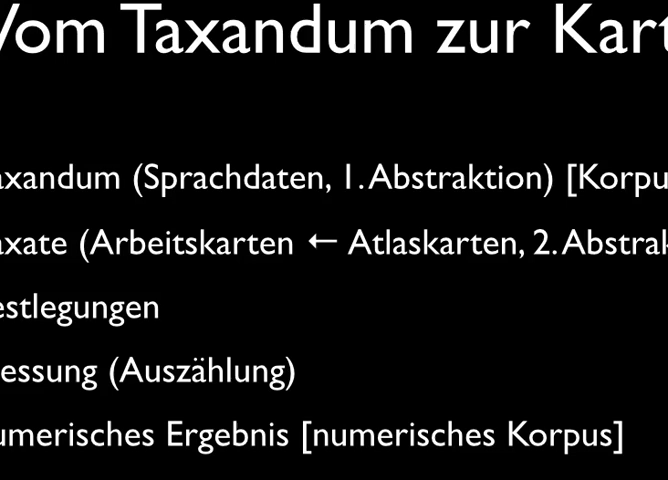 Vom Taxandum zur Kart
axandum (Sprachdaten, 1. Abstraktion) [Korpu
axate (Arbeitskarten ← Atlaskarten, 2. Abstrak
estlegungen
essung (Auszählung)
umerisches Ergebnis [numerisches Korpus]